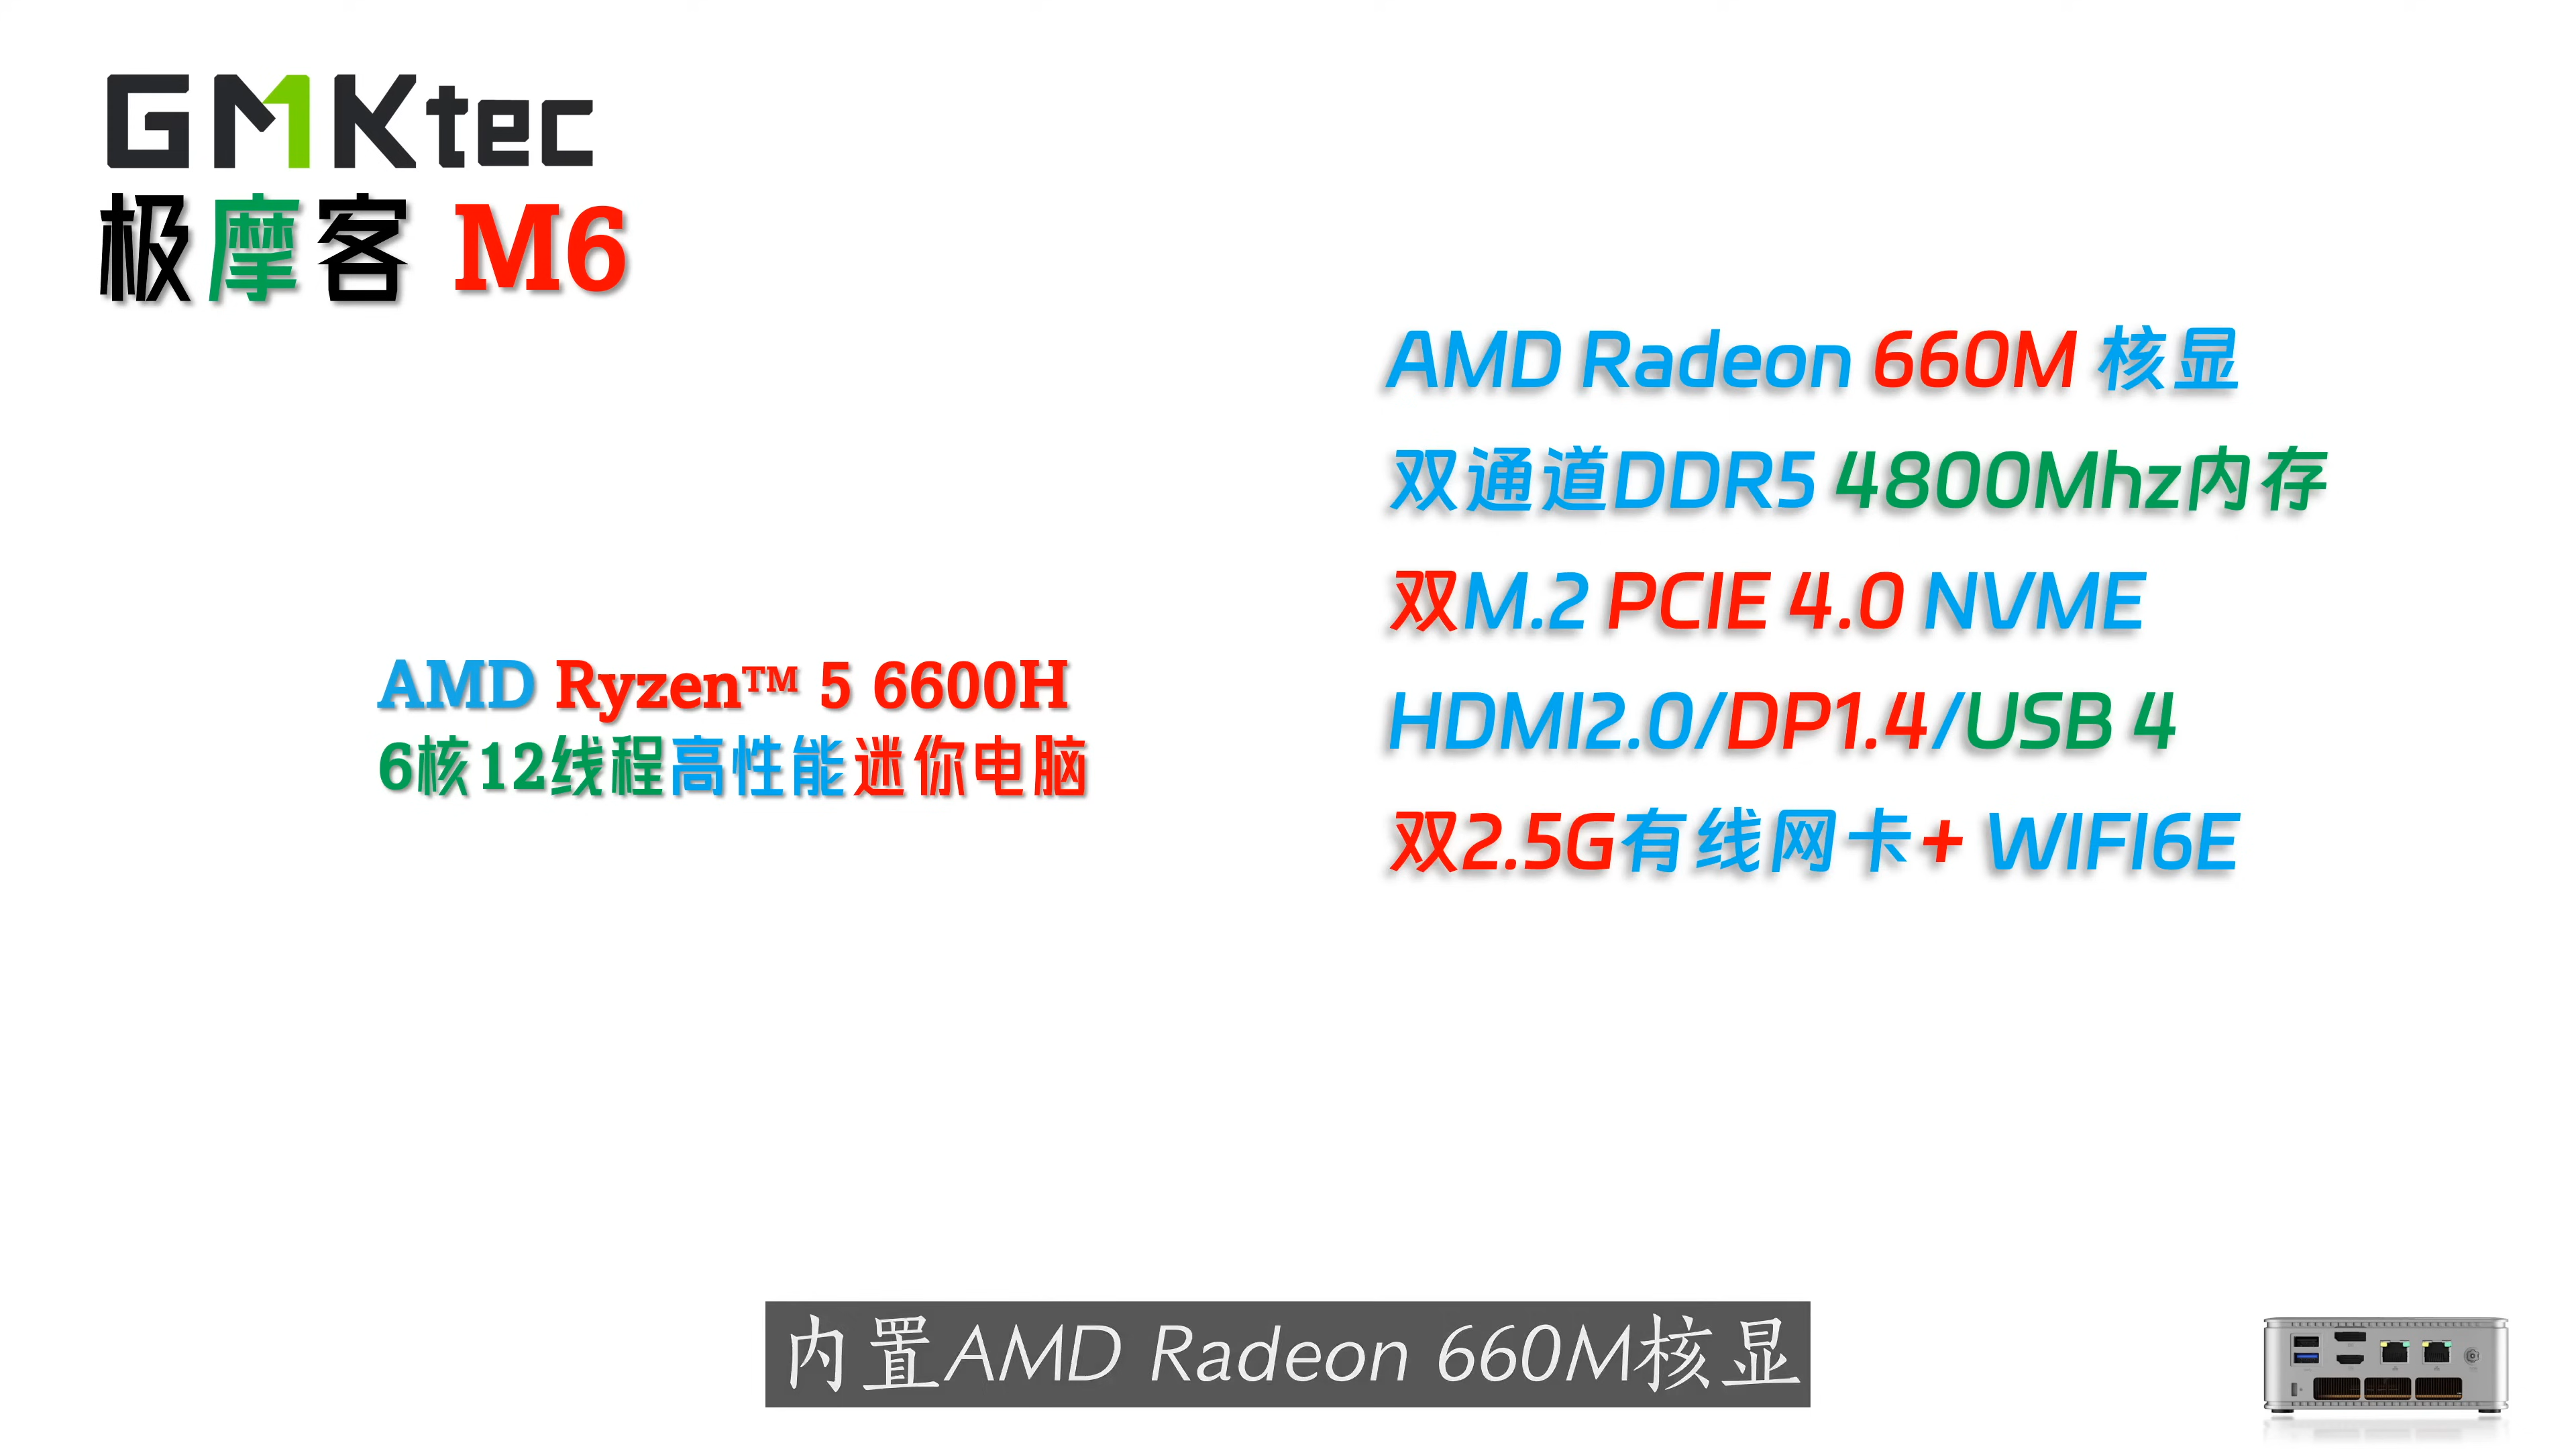 GMKtec
极摩客 M6
AMD Ryzen™ 5 6600H
6核12线程高性能迷你电脑
AMD Radeon 660M 核显
双通道DDR5 4800Mhz内存
双M.2 PCIE 4.0 NVME
HDMI2.0/DP1.4/USB 4
双2.5G有线网卡+ WIFI6E
内置AMD Radeon 660M核显